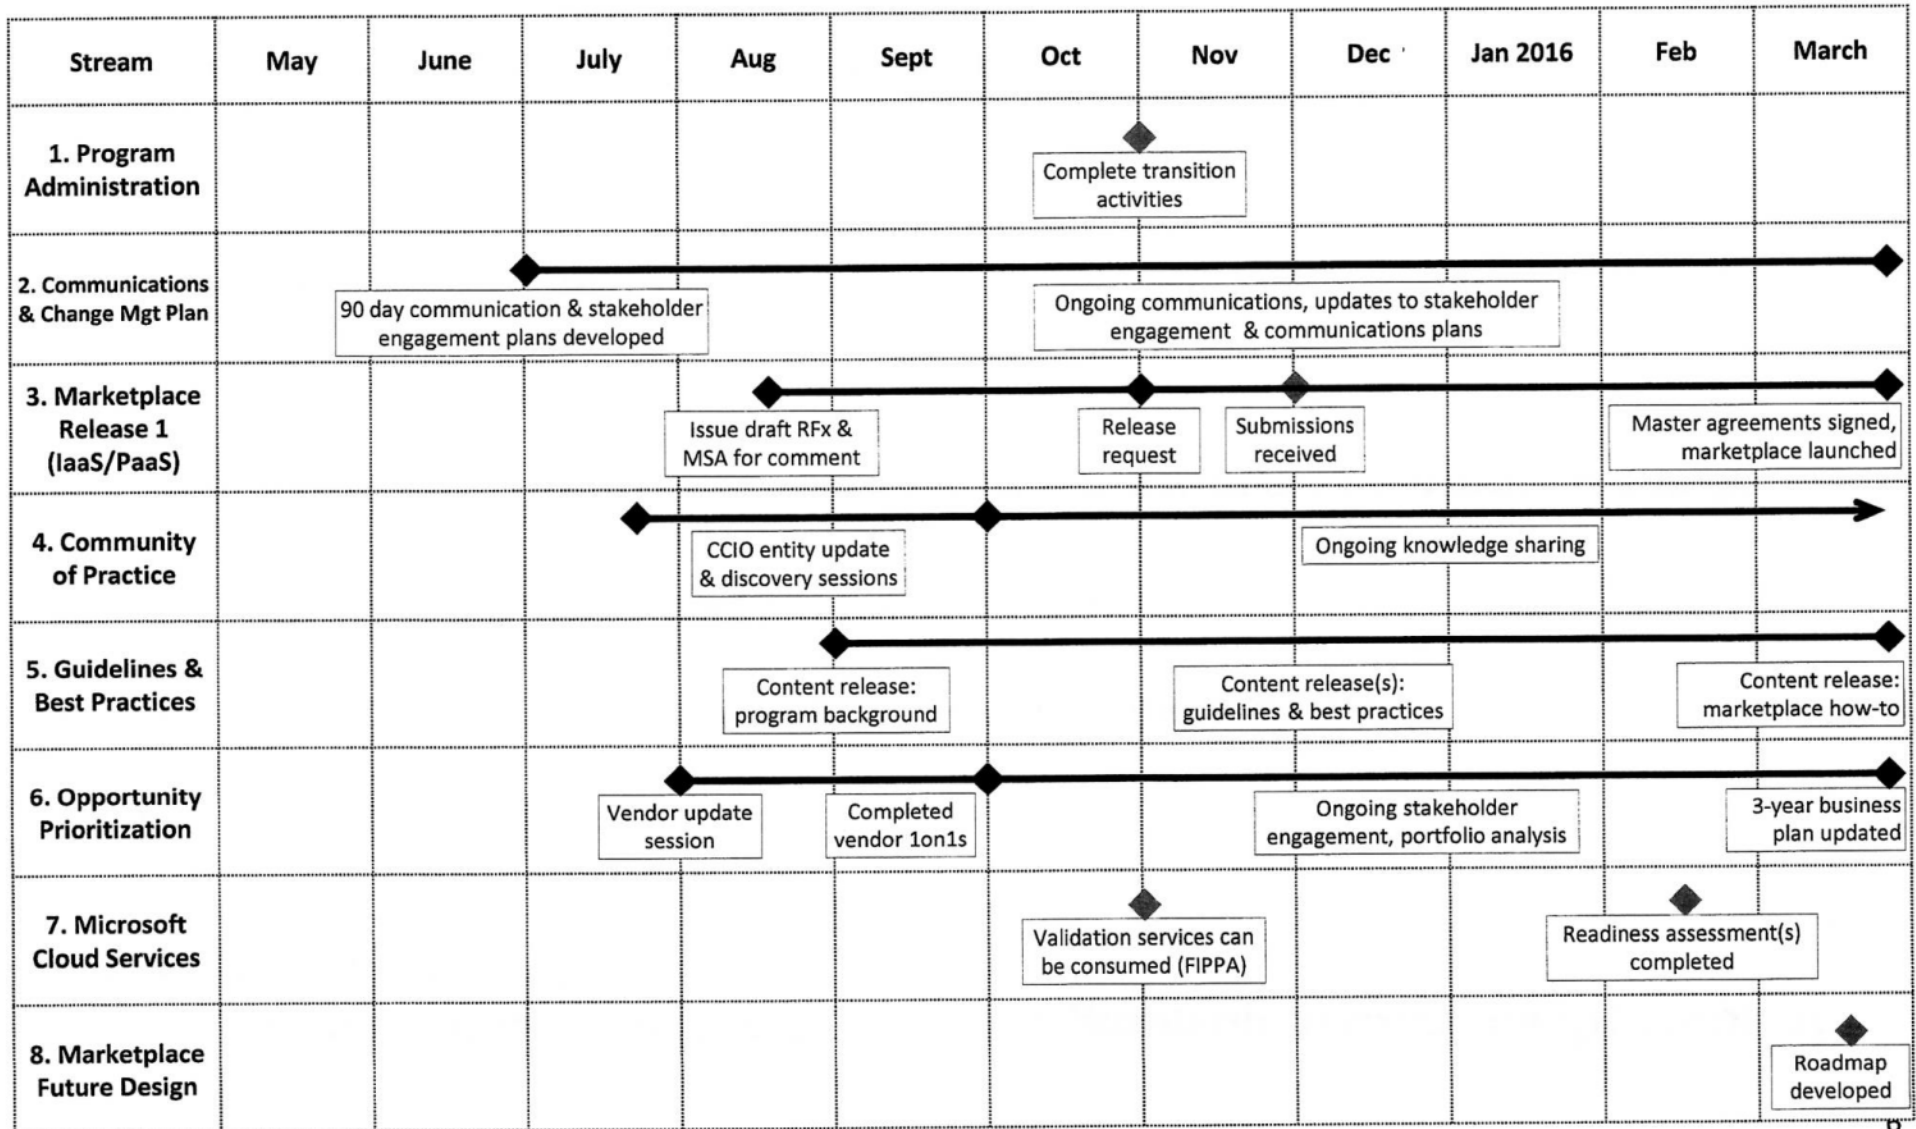 Stream May June July Aug Sept Oct Nov Dec Jan 2016 Feb March
1. Program
Administration
Complete transition
activities
2. Communications
& Change Mgt Plan
90 day communication & stakeholder
engagement plans developed
Ongoing communications, updates to stakeholder
engagement & communications plans
3. Marketplace
Release 1
(IaaS/PaaS)
Issue draft RFx &
MSA for comment
Release
request
Submissions
received
Master agreements signed,
marketplace launched
4. Community
of Practice
CCIO entity update
& discovery sessions
Ongoing knowledge sharing
5. Guidelines &
Best Practices
Content release:
program background
Content release(s):
guidelines & best practices
Content release:
marketplace how-to
6. Opportunity
Prioritization
Vendor update
session
Completed
vendor 1on1s
Ongoing stakeholder
engagement, portfolio analysis
3-year business
plan updated
7. Microsoft
Cloud Services
Validation services can
be consumed (FIPPA)
Readiness assessment(s)
completed
8. Marketplace
Future Design
Roadmap
developed